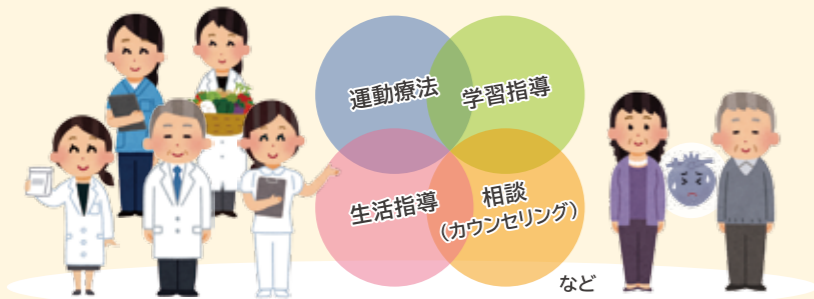 運動療法
学習指導
生活指導
相談
(カウンセリング)
など